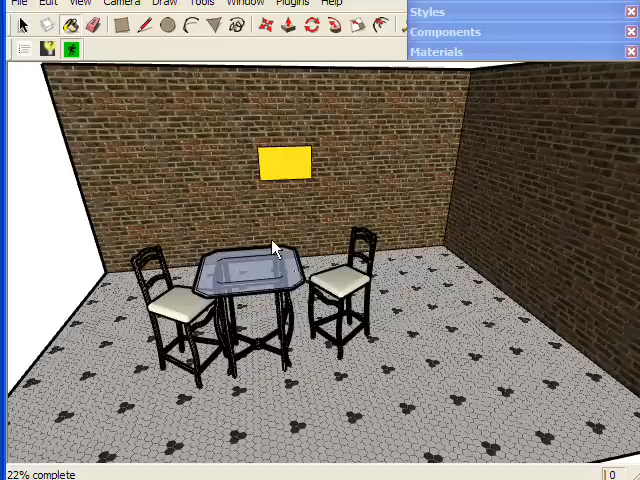 File Edit View Camera Draw Tools Window Plugins Help
Styles
Components
Materials
22% complete
0